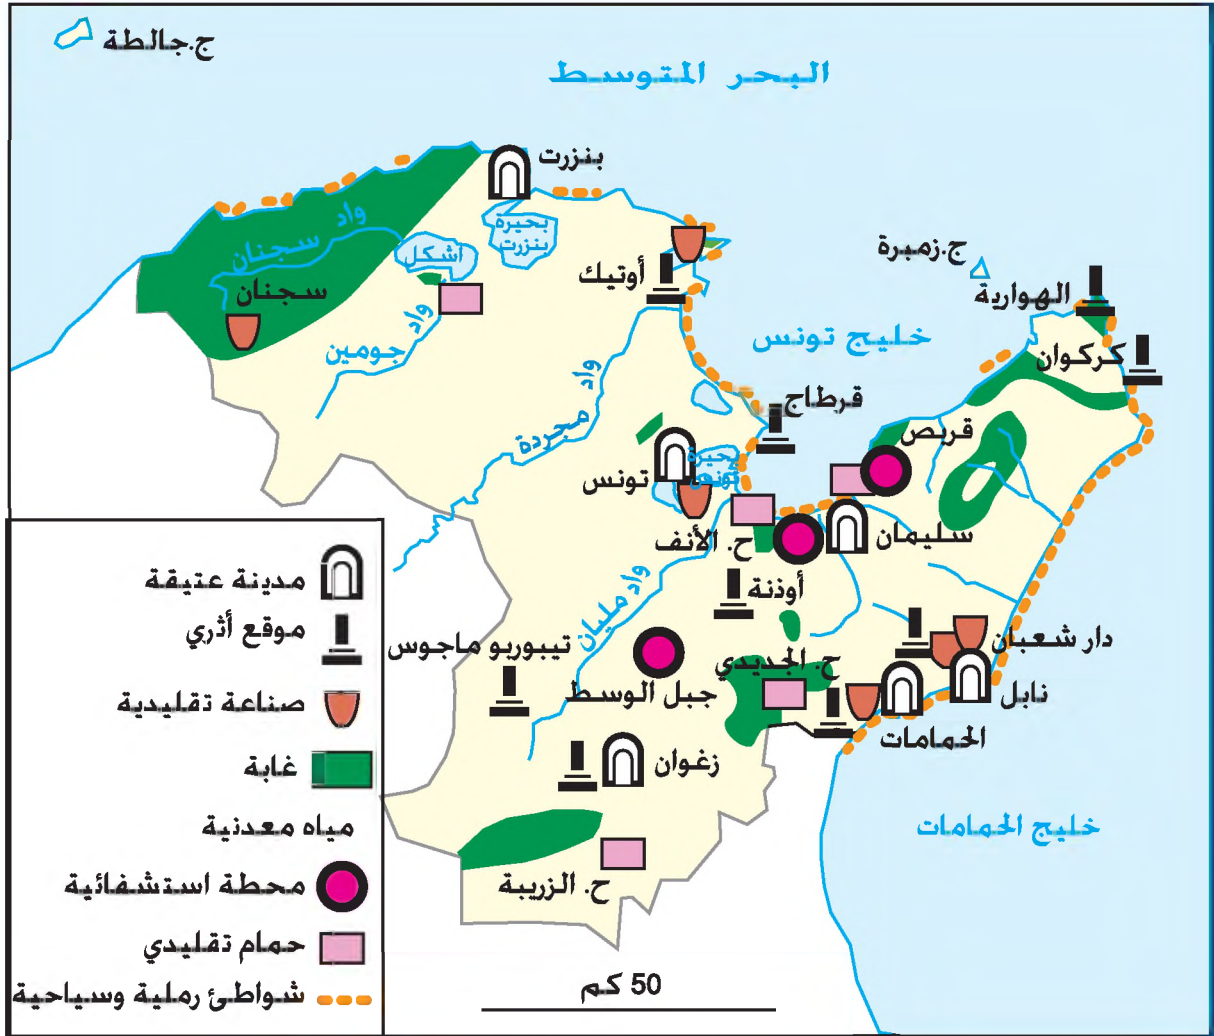 ج.جالطة
البحر المتوسط
بنزرت
بحيرة
بنزرت
واد سجنان
اشكل
سجنان
أوتيك
ج.زمبرة
الهوارية
واد جومين
خليج تونس
كركوان
واد مجردة
قرطاج
قربص
بحيرة
تونس
تونس
ح. الأنف
سليمان
أوذنة
واد مليان
تيبوربو ماجوس
ح. الجديدي
دار شعبان
جبل الوسط
نابل
الحمامات
زغوان
خليج الحمامات
ح. الزريبة
50 كم
مدينة عتيقة
موقع أثري
صناعة تقليدية
غابة
مياه معدنية
محطة استشفائية
حمام تقليدي
شواطئ رملية وسياحية